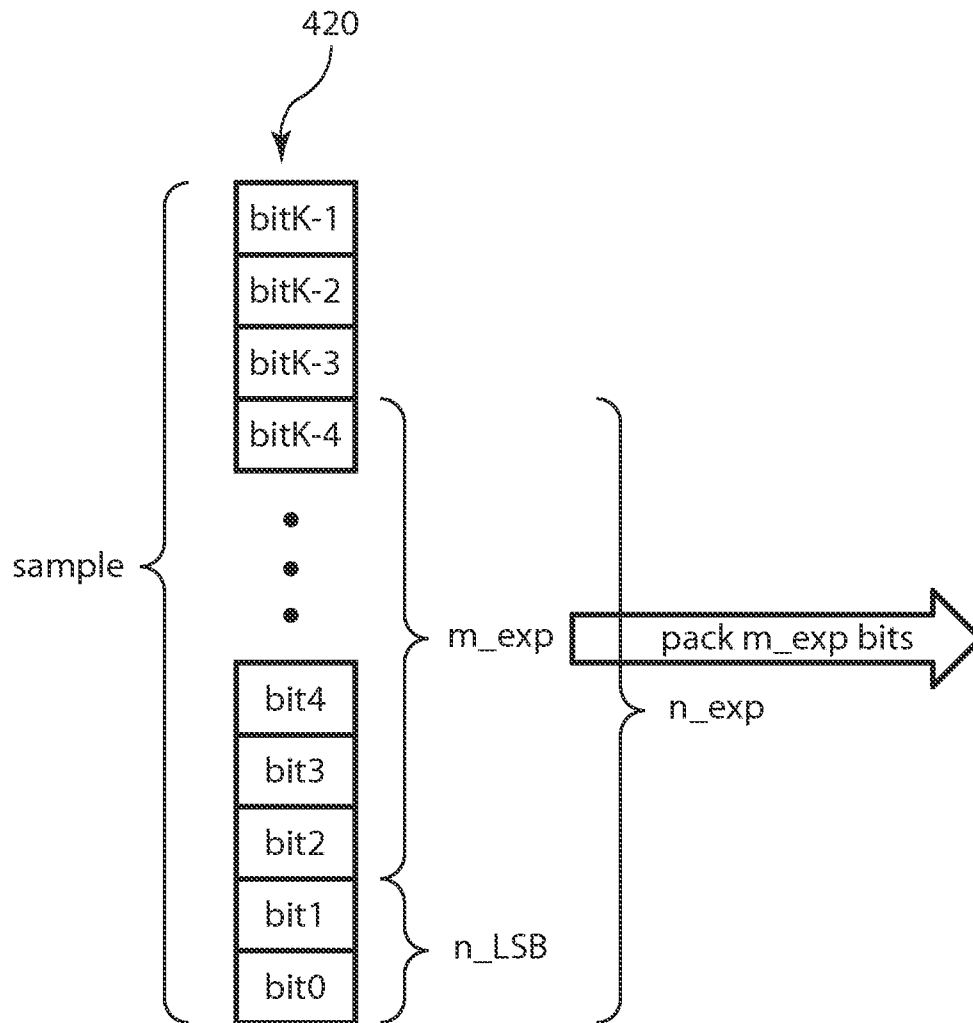 420
bitK-1
bitK-2
bitK-3
bitK-4
sample
m_exp
pack m_exp bits
bit4
n_exp
bit3
bit2
bit1
n_LSB
bit0